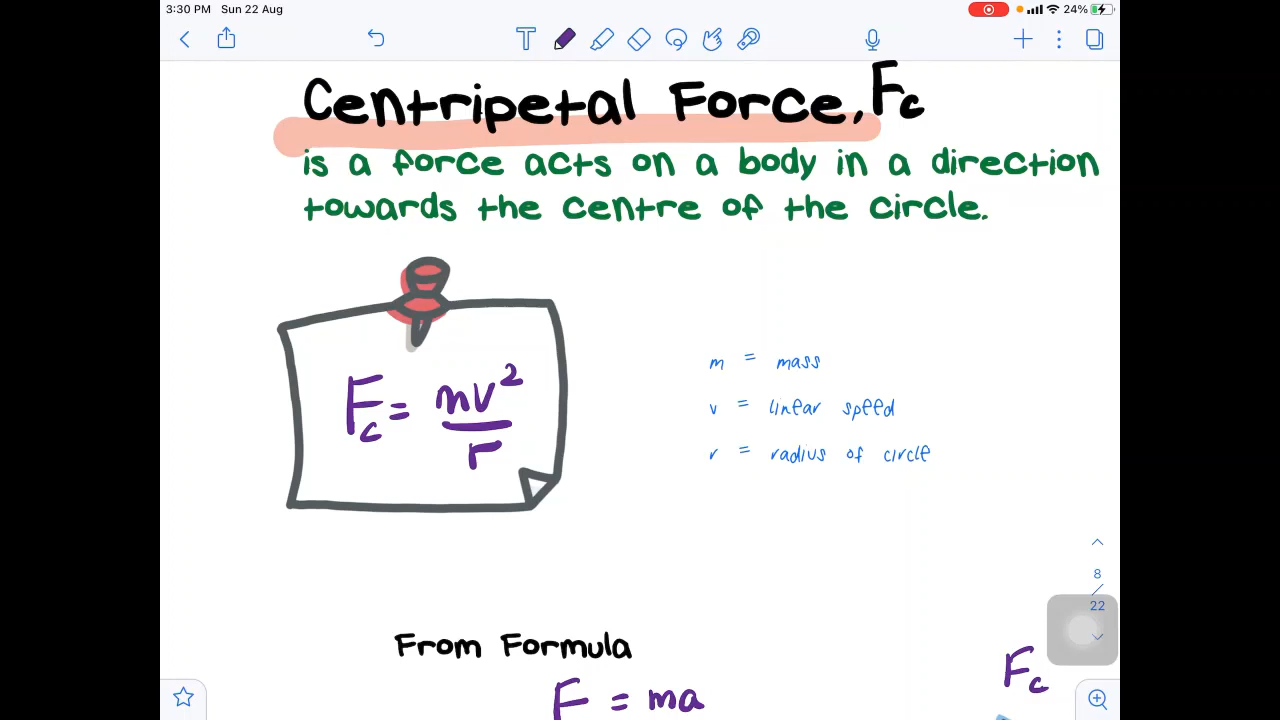 3:30 PM Sun 22 Aug
24%
Centripetal Force, Fc
is a force acts on a body in a direction
towards the centre of the circle.
Fc = mv²
r
m = mass
v = linear speed
r = radius of circle
8
/
22
From Formula
Fc
F = ma